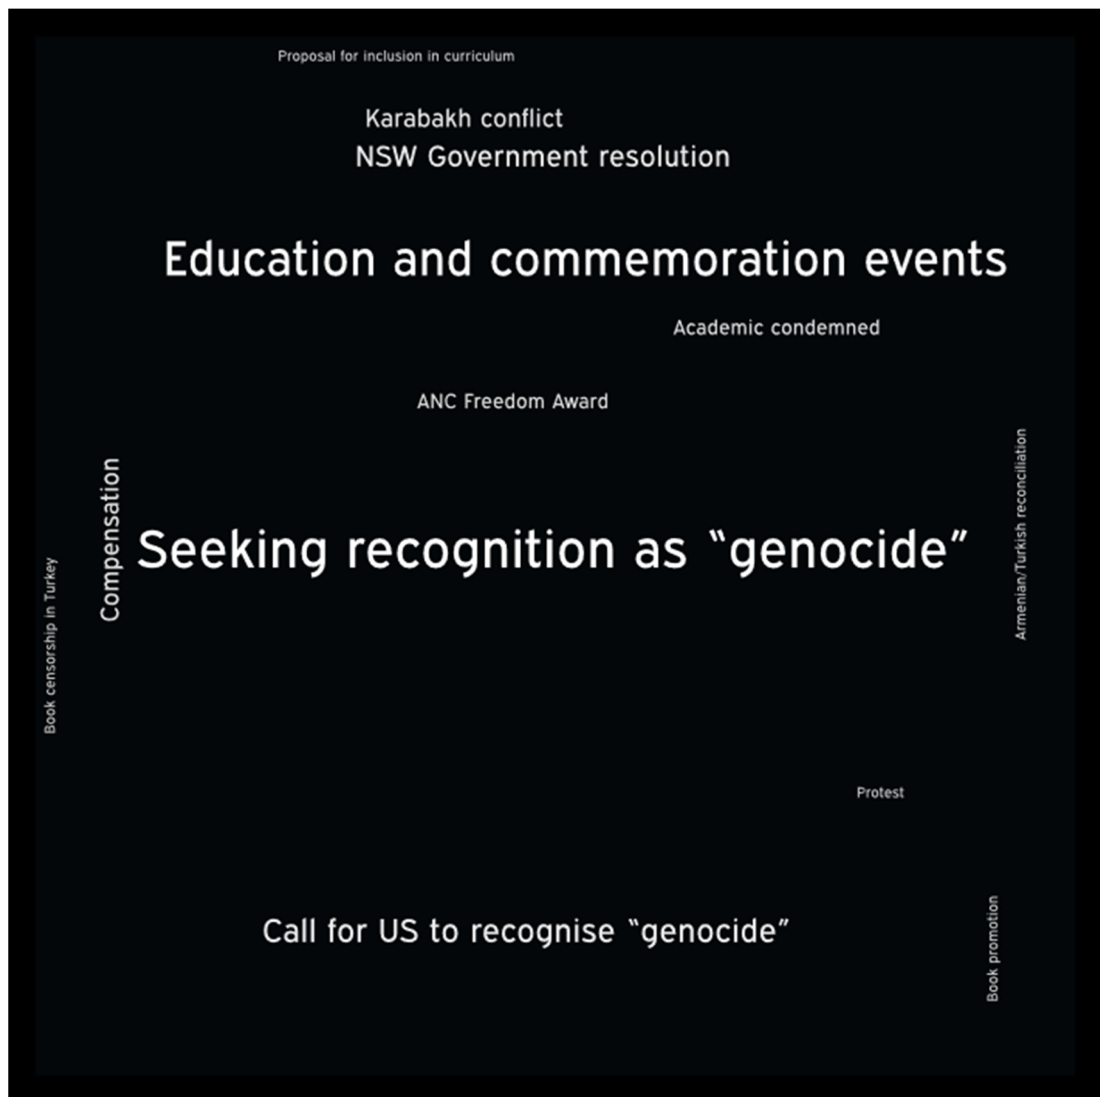 Proposal for inclusion in curriculum
Karabakh conflict
NSW Government resolution
Education and commemoration events
Academic condemned
ANC Freedom Award
Compensation
Seeking recognition as “genocide”
Armenian/Turkish reconciliation
Book censorship in Turkey
Protest
Call for US to recognise “genocide”
Book promotion